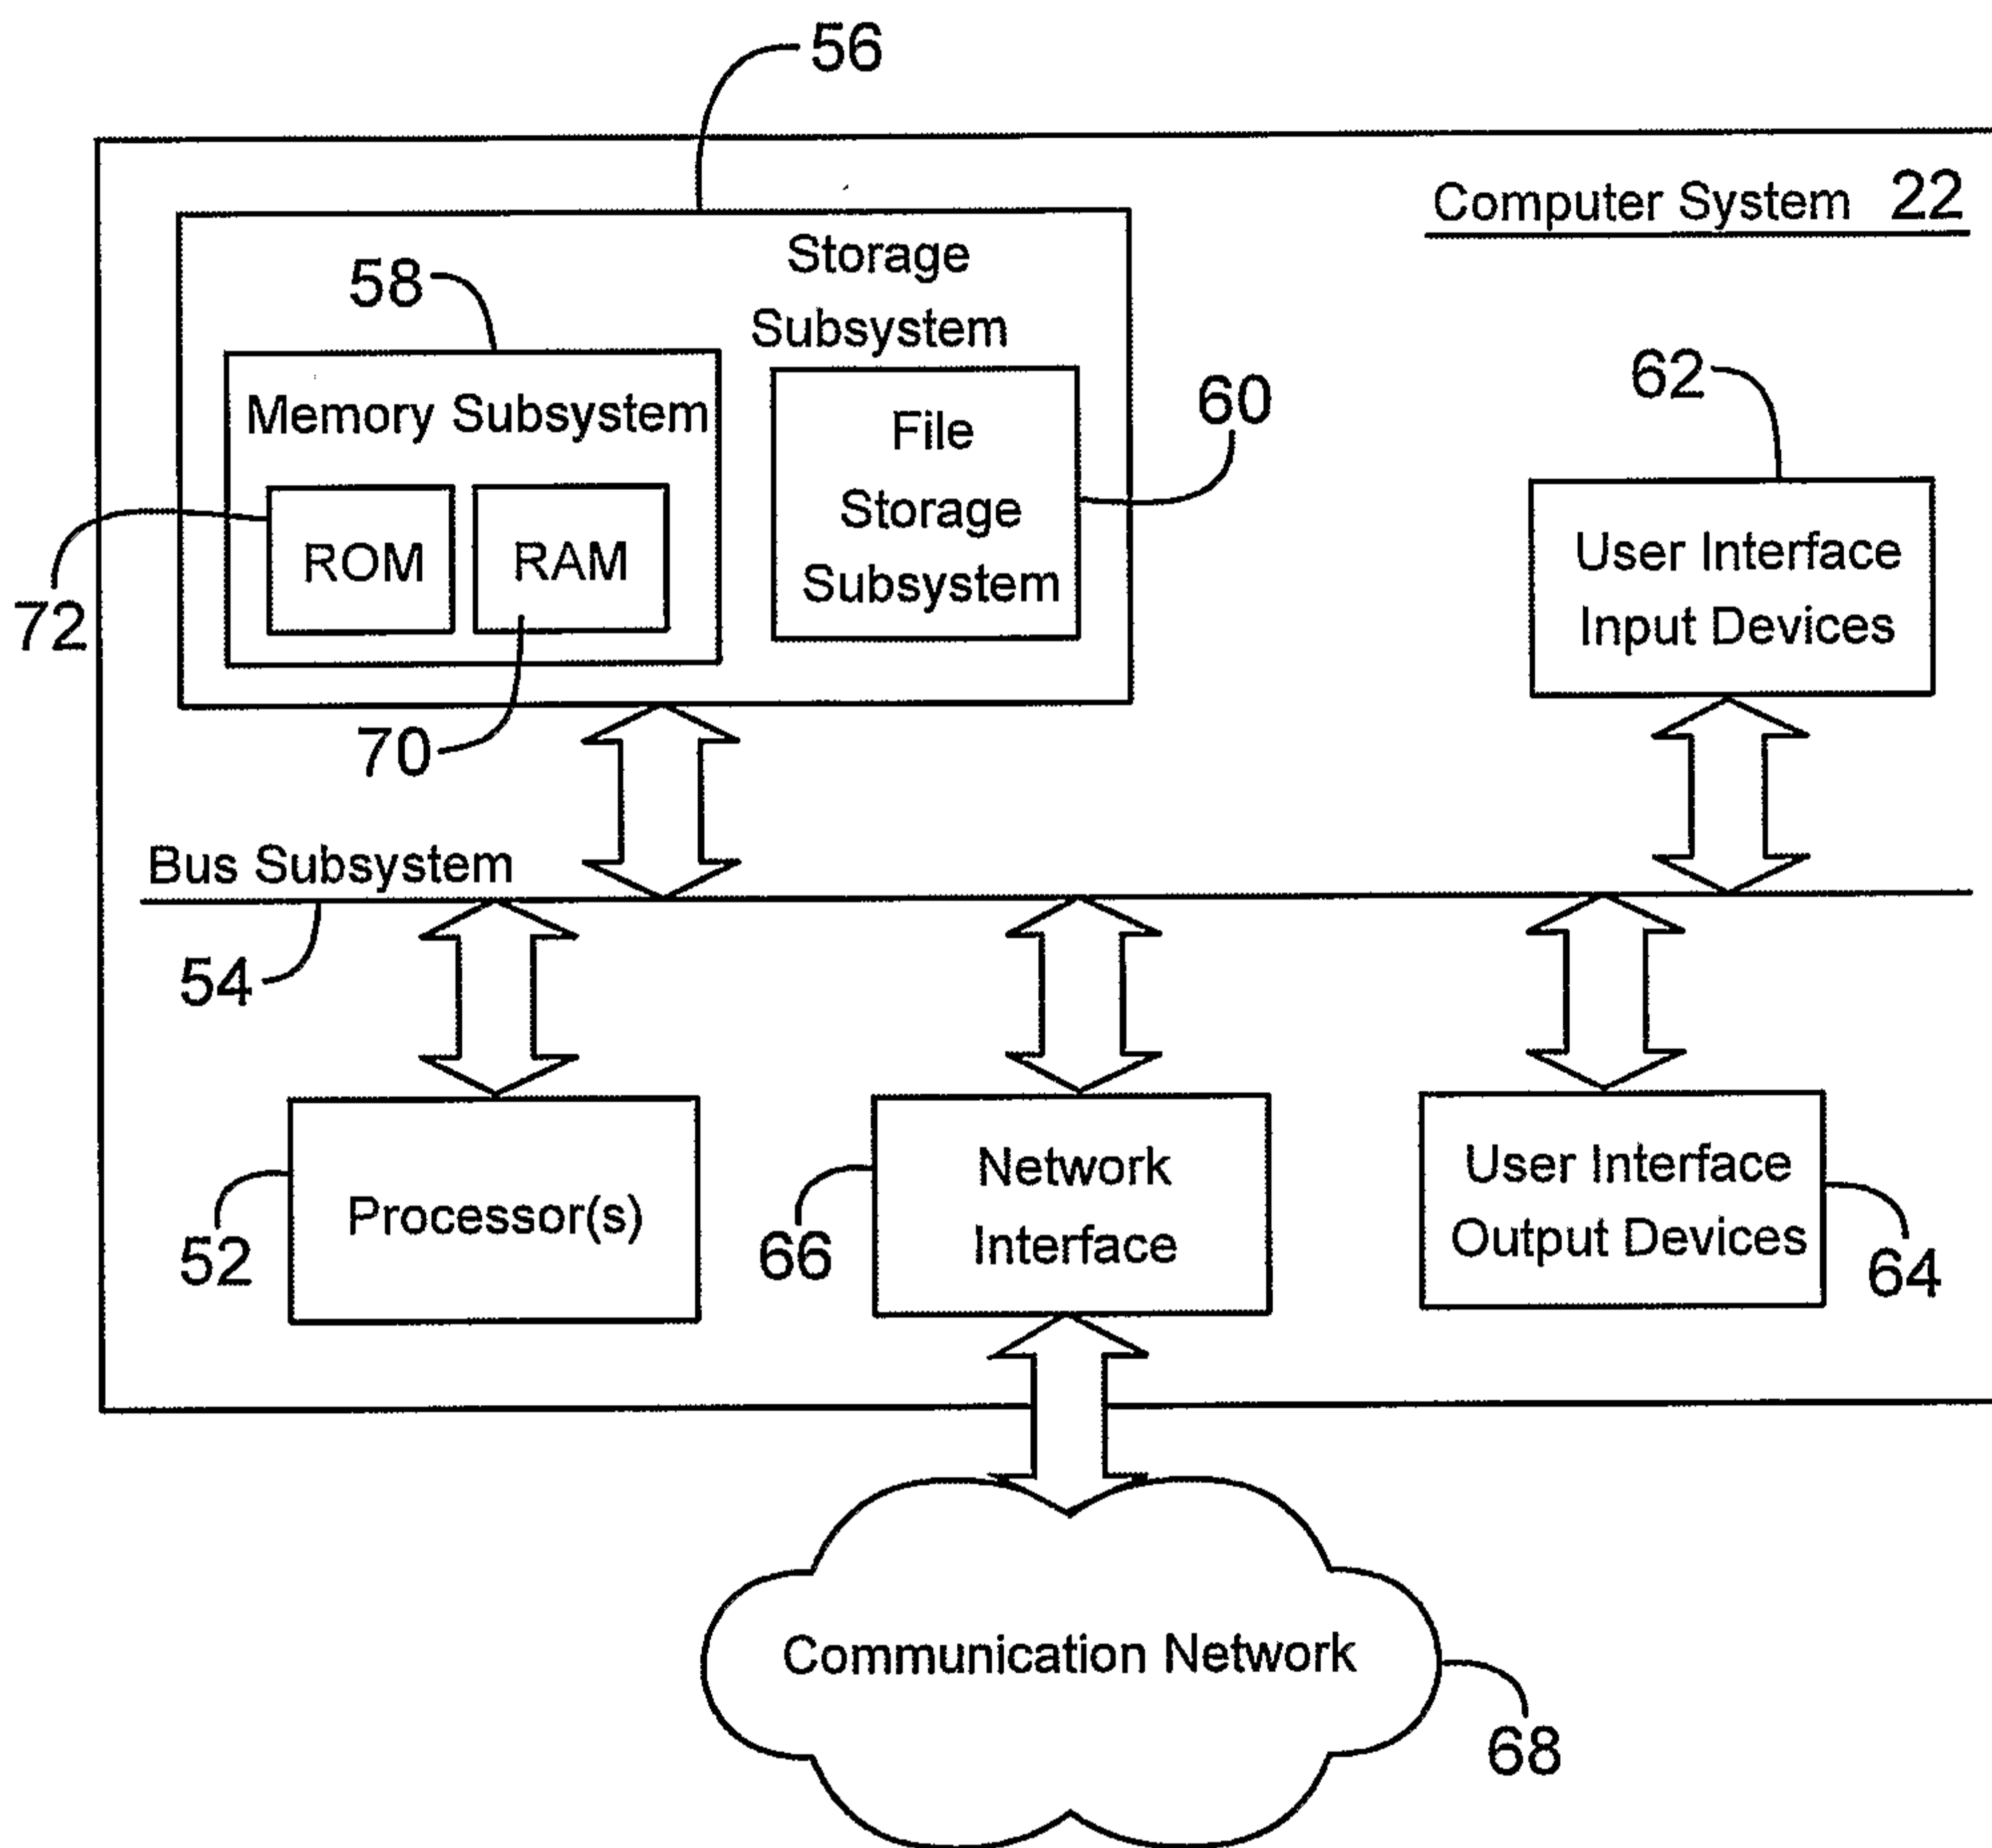 56
Computer System 22
Storage
Subsystem
58
Memory Subsystem
File
Storage
Subsystem
60
62
ROM
RAM
72
70
User Interface
Input Devices
Bus Subsystem
54
Processor(s)
52
Network
Interface
66
User Interface
Output Devices
64
Communication Network
68